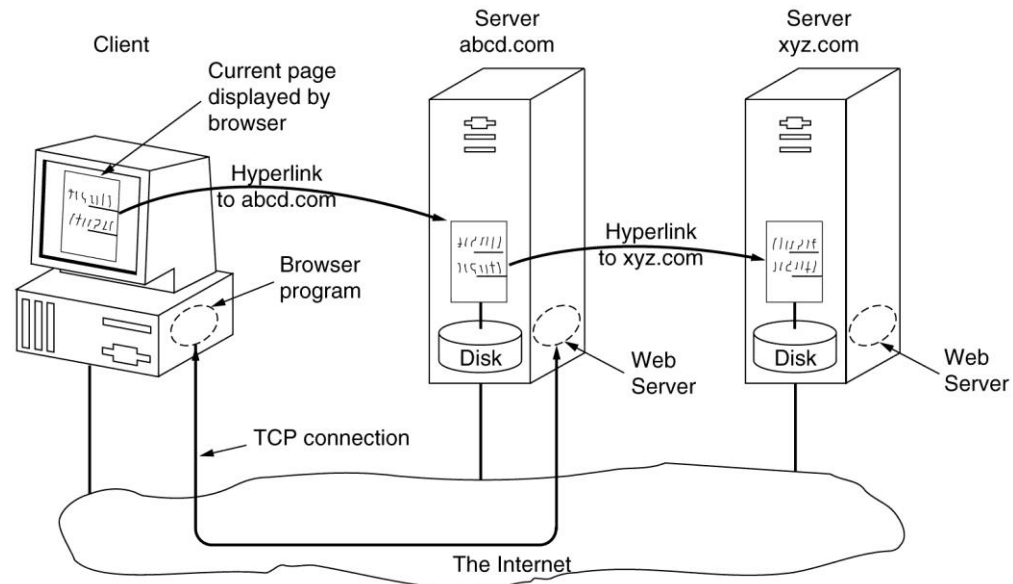 Client
Server
abcd.com
Server
xyz.com
Current page
displayed by
browser
Hyperlink
to abcd.com
Hyperlink
to xyz.com
Browser
program
Disk
Web
Server
Disk
Web
Server
TCP connection
The Internet